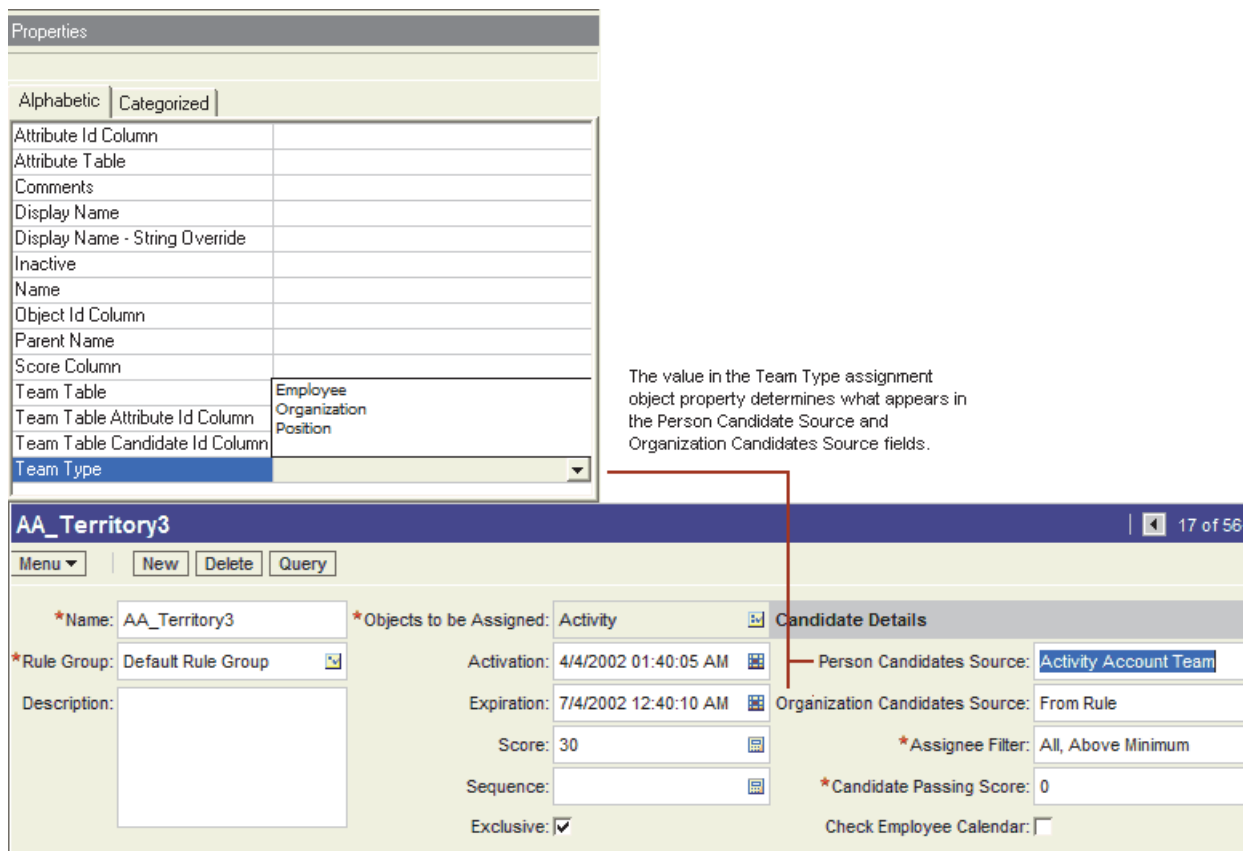 Properties
Alphabetic Categorized
Attribute Id Column
Attribute Table
Comments
Display Name
Display Name - String Override
Inactive
Name
Object Id Column
Parent Name
Score Column
Team Table
Team Table Attribute Id Column
Team Table Candidate Id Column
Team Type
Employee
Organization
Position
The value in the Team Type assignment
object property determines what appears in
the Person Candidate Source and
Organization Candidates Source fields.
AA_Territory3 17 of 56
Menu New Delete Query
*Name: AA_Territory3 *Objects to be Assigned: Activity Candidate Details
*Rule Group: Default Rule Group Activation: 4/4/2002 01:40:05 AM Person Candidates Source: Activity Account Team
Description: Expiration: 7/4/2002 12:40:10 AM Organization Candidates Source: From Rule
Score: 30 *Assignee Filter: All, Above Minimum
Sequence: *Candidate Passing Score: 0
Exclusive: Check Employee Calendar: